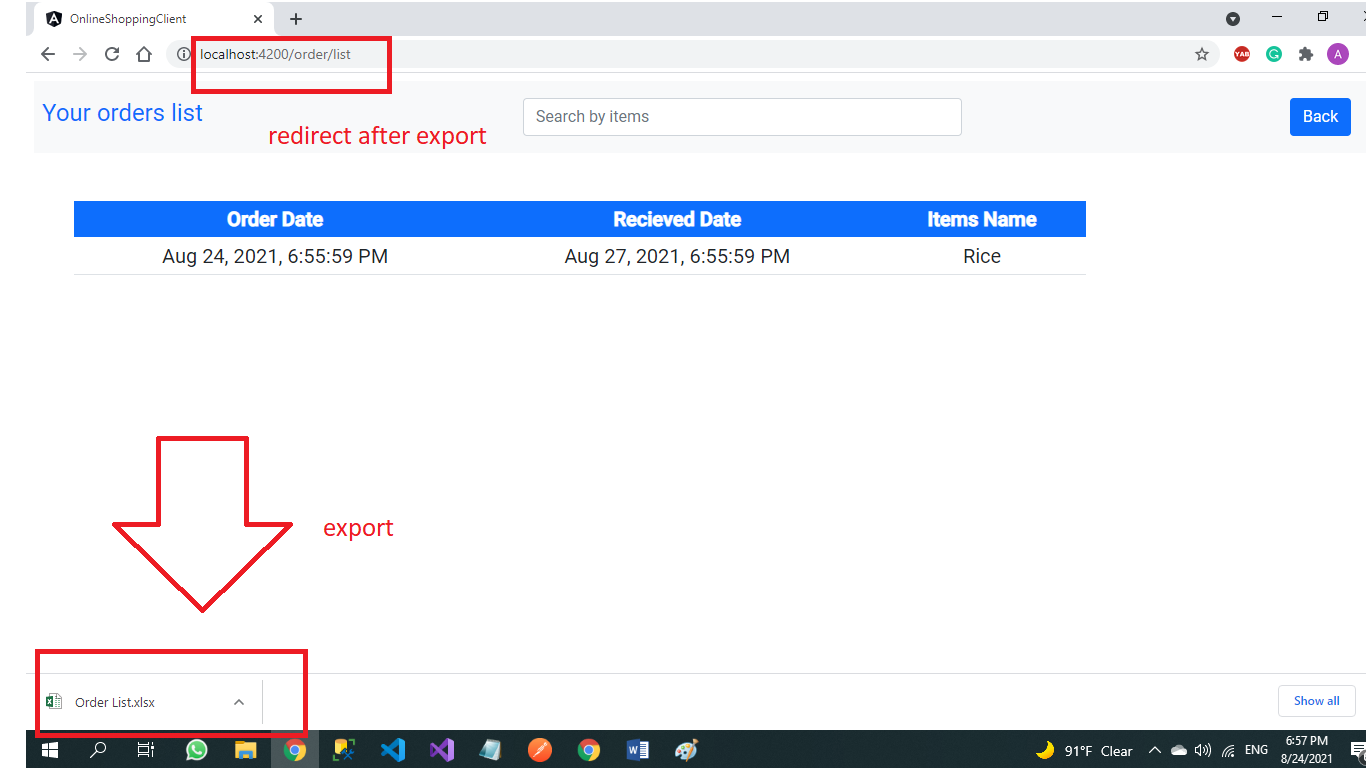 OnlineShoppingClient
localhost:4200/order/list
YAB
G
A
Your orders list
Search by items
Back
redirect after export
Order Date Recieved Date Items Name
Aug 24, 2021, 6:55:59 PM Aug 27, 2021, 6:55:59 PM Rice
export
Order List.xlsx
Show all
91°F Clear
ENG
6:57 PM
8/24/2021